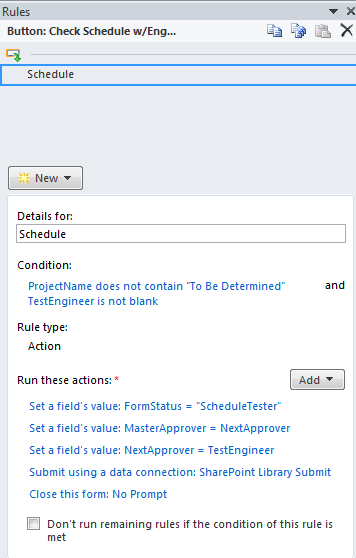 Rules
Button: Check Schedule w/Eng...
Schedule
New
Details for:
Schedule
Condition:
ProjectName does not contain "To Be Determined" and
TestEngineer is not blank
Rule type:
Action
Run these actions: * Add
Set a field's value: FormStatus = "ScheduleTester"
Set a field's value: MasterApprover = NextApprover
Set a field's value: NextApprover = TestEngineer
Submit using a data connection: SharePoint Library Submit
Close this form: No Prompt
Don't run remaining rules if the condition of this rule is
met